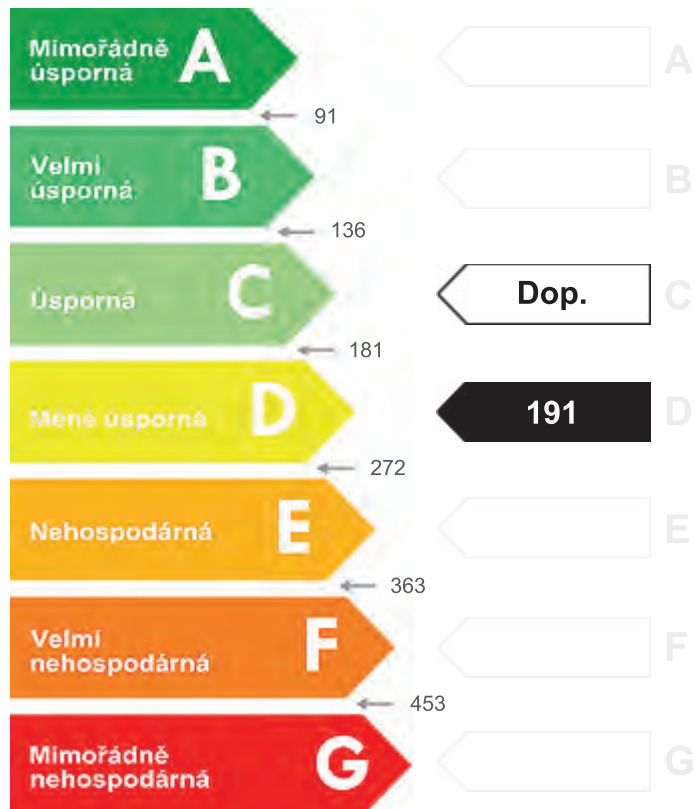 Mimořádně
úsporná
A
A
91
Velmi
úsporná
B
B
136
Úsporná
C
Dop.
C
181
Méně úsporná
D
191
D
272
Nehospodárná
E
E
363
Velmi
nehospodárná
F
F
453
Mimořádně
nehospodárná
G
G